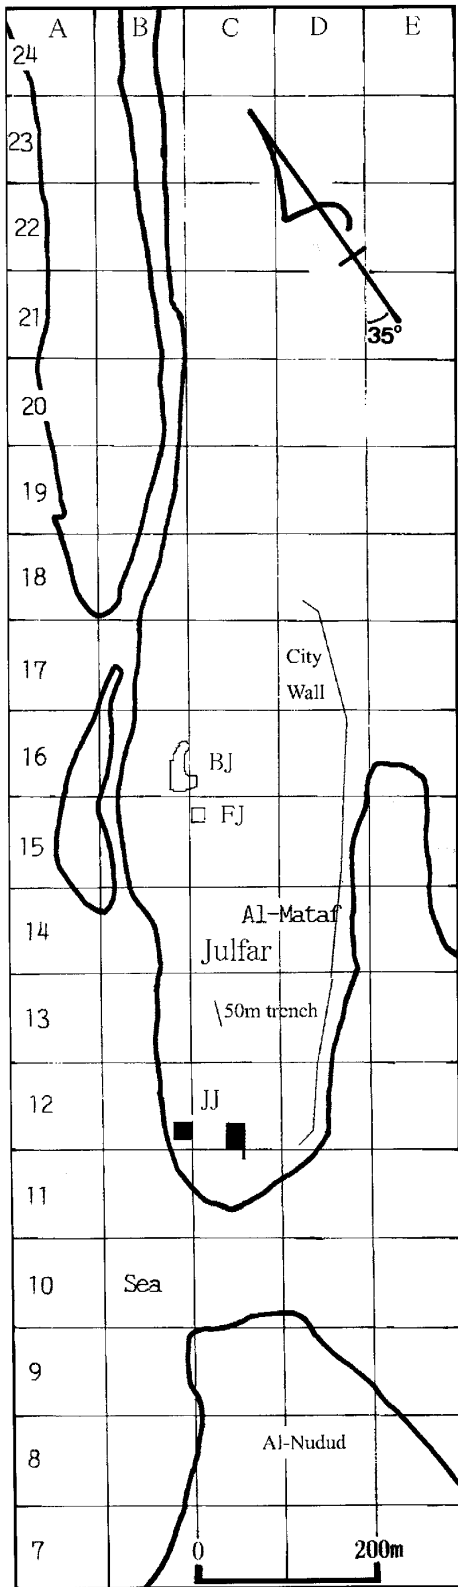 A B C D E
24
23
22
21
35°
20
19
18
17
City
Wall
16
BJ
FJ
15
Al-Mataf
14
Julfar
13
50m trench
12
JJ
11
10
Sea
9
Al-Nudud
8
7
0 200m